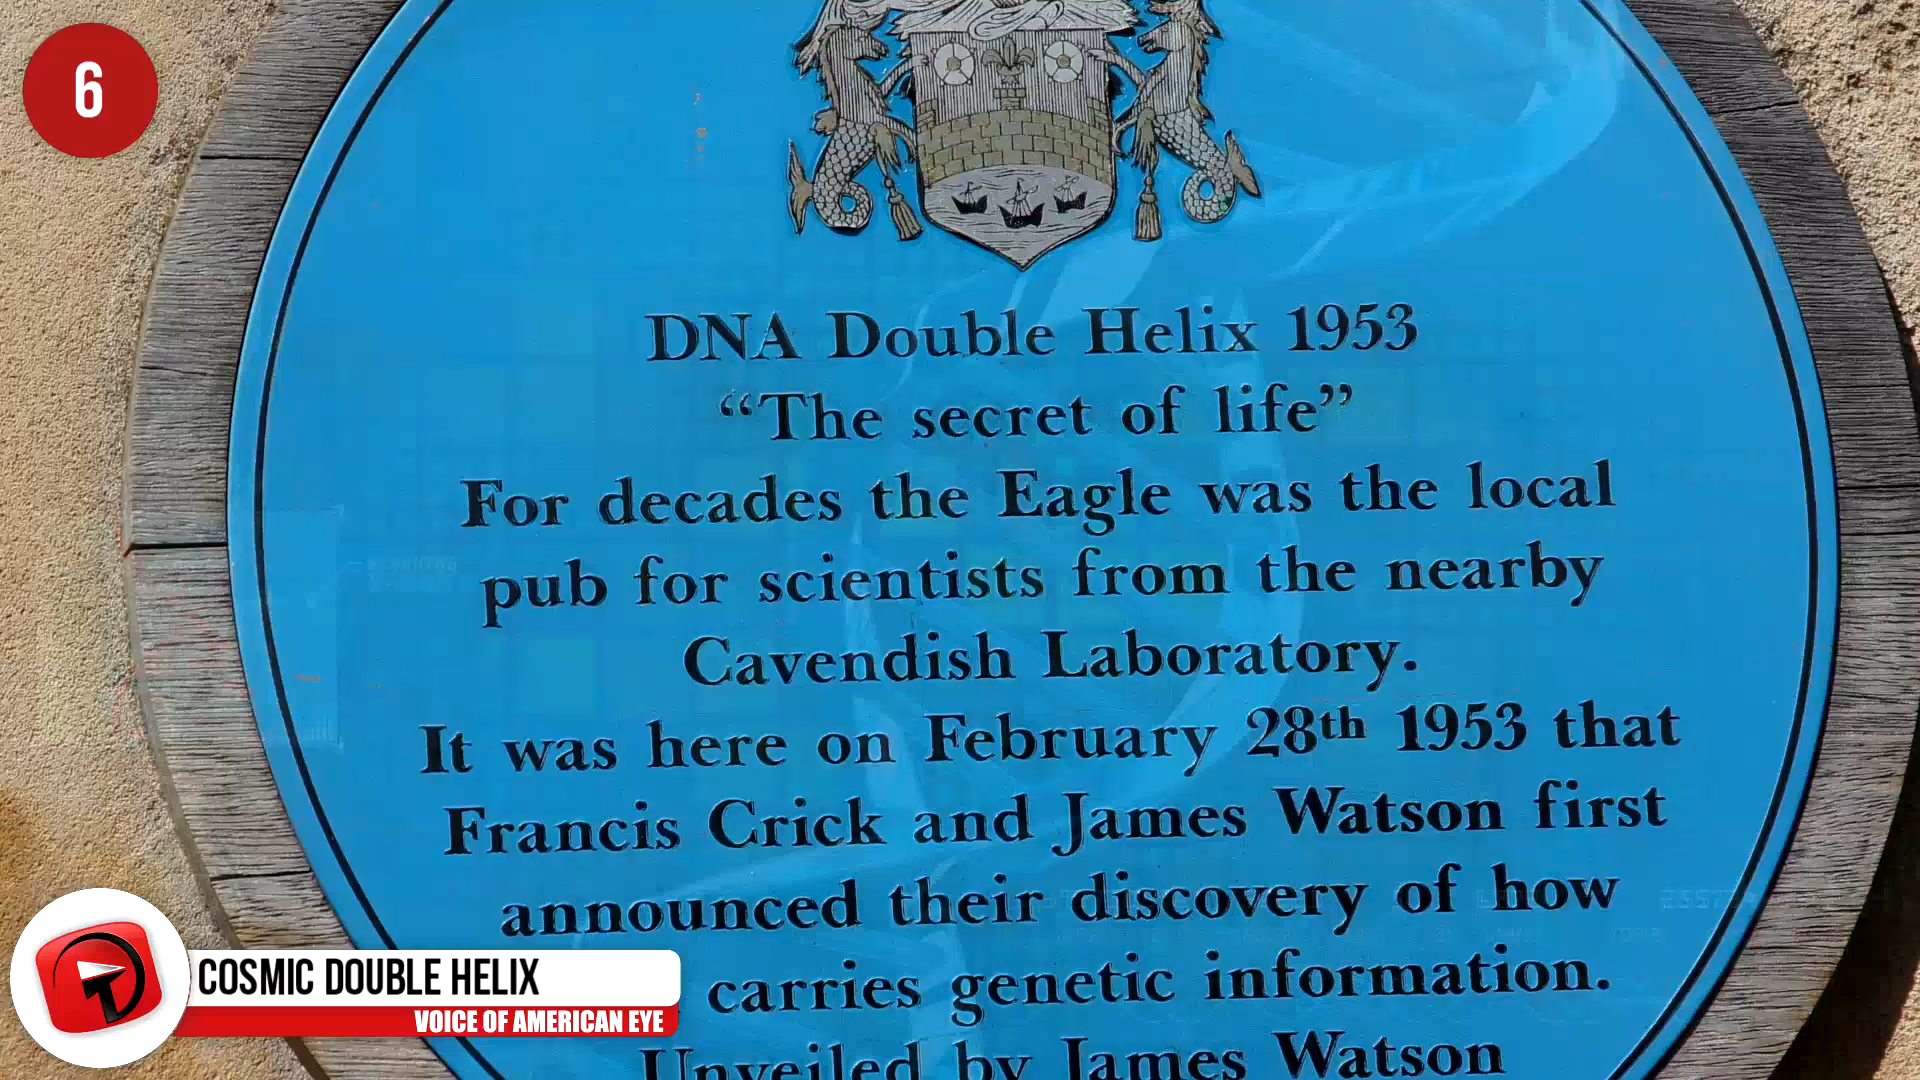 6
DNA Double Helix 1953
“The secret of life”
For decades the Eagle was the local
pub for scientists from the nearby
Cavendish Laboratory.
It was here on February 28th 1953 that
Francis Crick and James Watson first
announced their discovery of how
carries genetic information.
Unveiled by James Watson
COSMIC DOUBLE HELIX
VOICE OF AMERICAN EYE